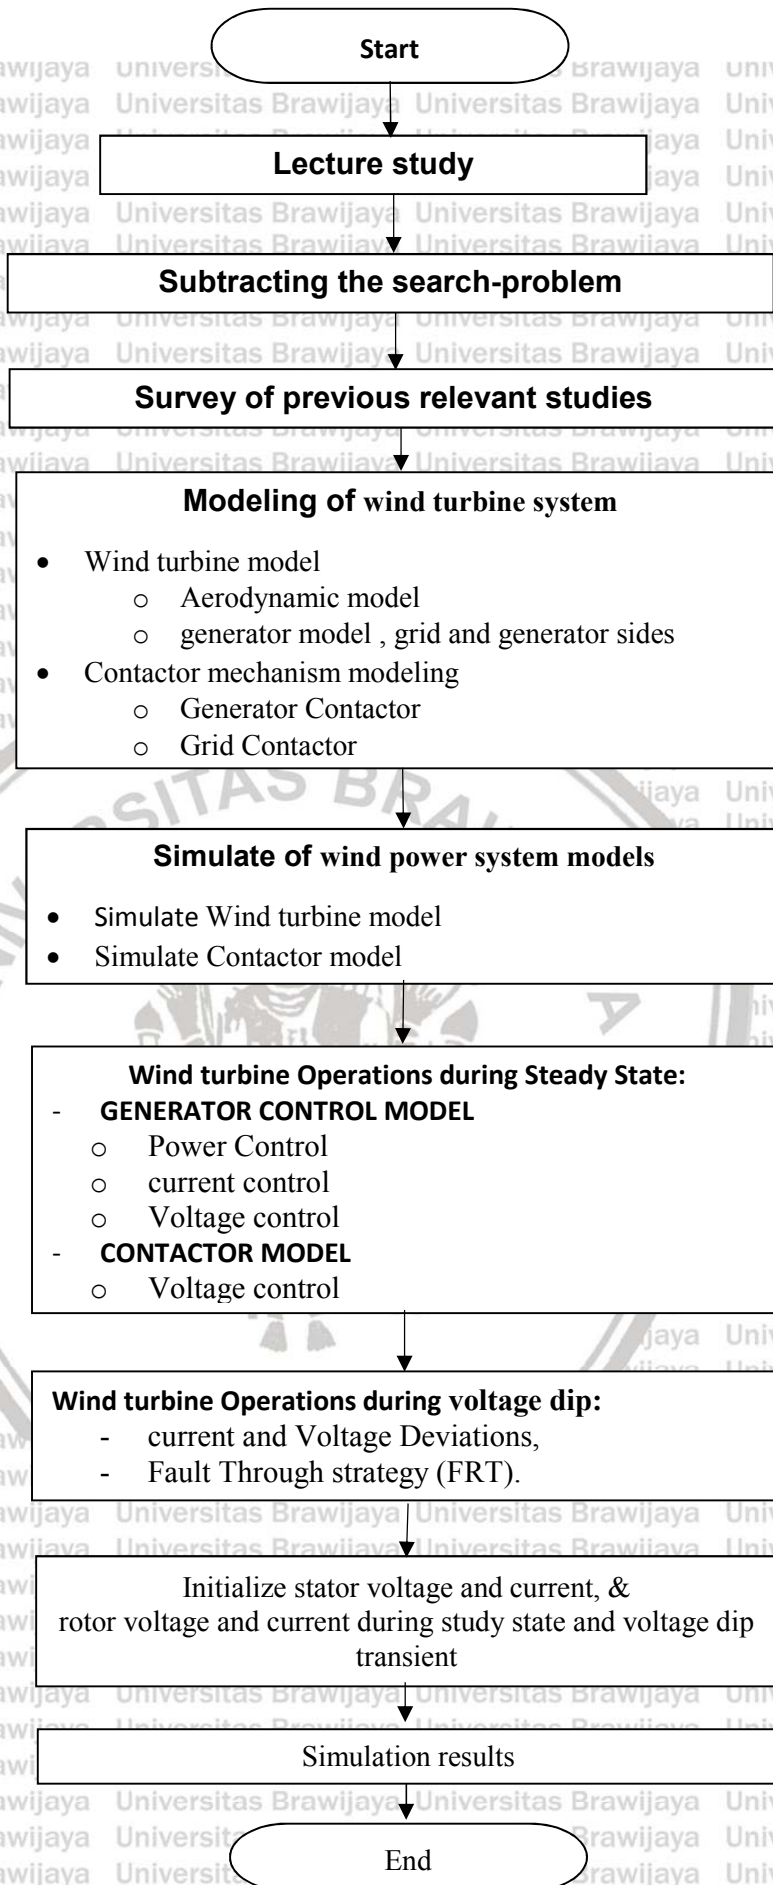 Start
Lecture study
Subtracting the search-problem
Survey of previous relevant studies
Modeling of wind turbine system
• Wind turbine model
o Aerodynamic model
o generator model , grid and generator sides
• Contactor mechanism modeling
o Generator Contactor
o Grid Contactor
Simulate of wind power system models
• Simulate Wind turbine model
• Simulate Contactor model
Wind turbine Operations during Steady State:
- GENERATOR CONTROL MODEL
o Power Control
o current control
o Voltage control
- CONTACTOR MODEL
o Voltage control
Wind turbine Operations during voltage dip:
- current and Voltage Deviations,
- Fault Through strategy (FRT).
Initialize stator voltage and current, &
rotor voltage and current during study state and voltage dip
transient
Simulation results
End